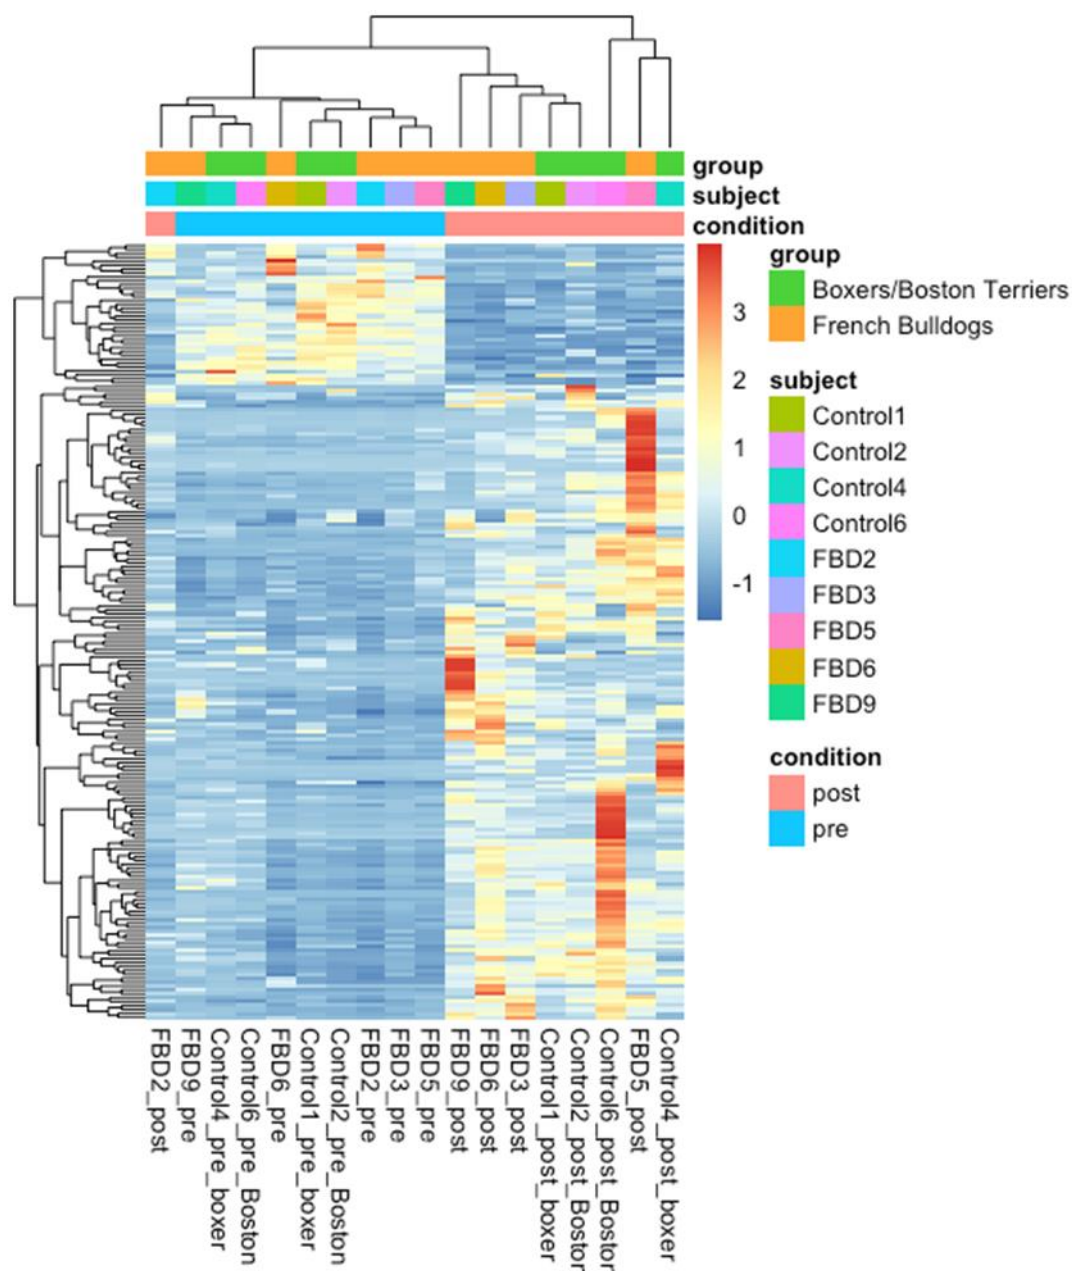 group
subject
condition
3
2
1
0
-1
group
Boxers/Boston Terriers
French Bulldogs
subject
Control1
Control2
Control4
Control6
FBD2
FBD3
FBD5
FBD6
FBD9
condition
post
pre
FBD2_post
FBD9_pre
Control4_pre_boxer
Control6_pre_Boston
FBD6_pre
Control1_pre_boxer
Control2_pre_Boston
FBD2_pre
FBD3_pre
FBD5_pre
FBD9_post
FBD6_post
FBD3_post
Control1_post_boxer
Control2_post_Boston
Control6_post_Boston
FBD5_post
Control4_post_boxer